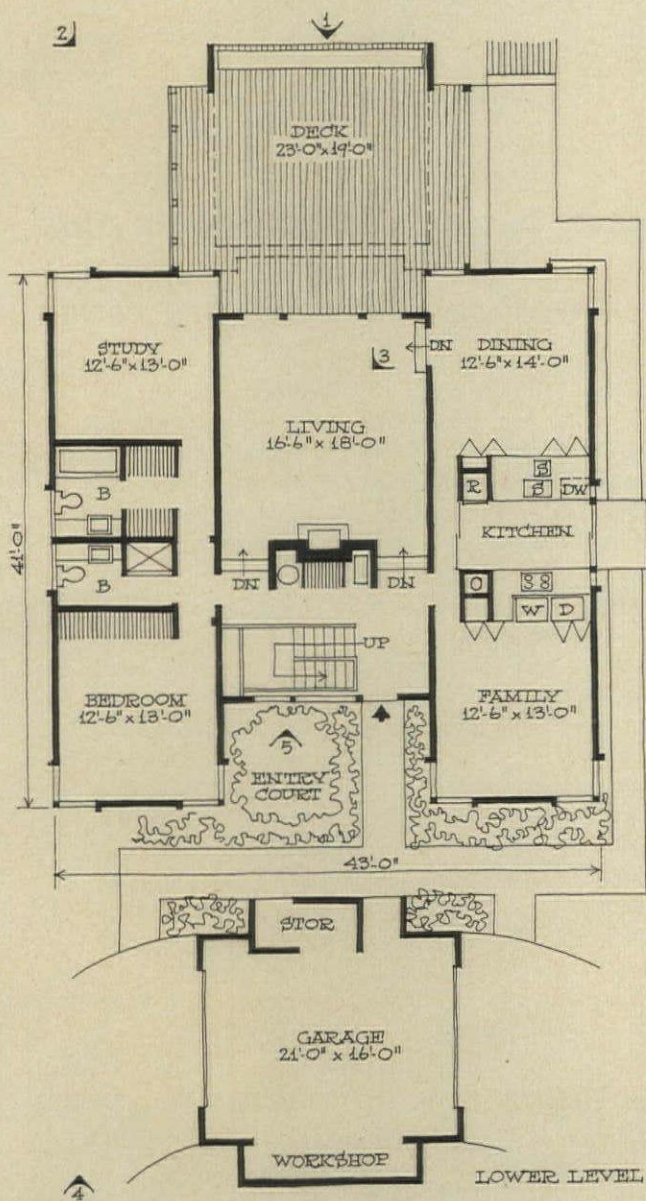 1
2
DECK
23'-0"x19'-0"
STUDY
12'-6"x13'-0"
3
DN
DINING
12'-6"x14'-0"
LIVING
16'-6" x 18'-0"
B
R
S
S
DW
KITCHEN
41'-0"
B
DN
DN
O
W
D
UP
BEDROOM
12'-6"x13'-0"
FAMILY
12'-6"x13'-0"
5
ENTRY
COURT
43'-0"
STOR
GARAGE
21'-0" x 16'-0"
WORKSHOP
4
LOWER LEVEL